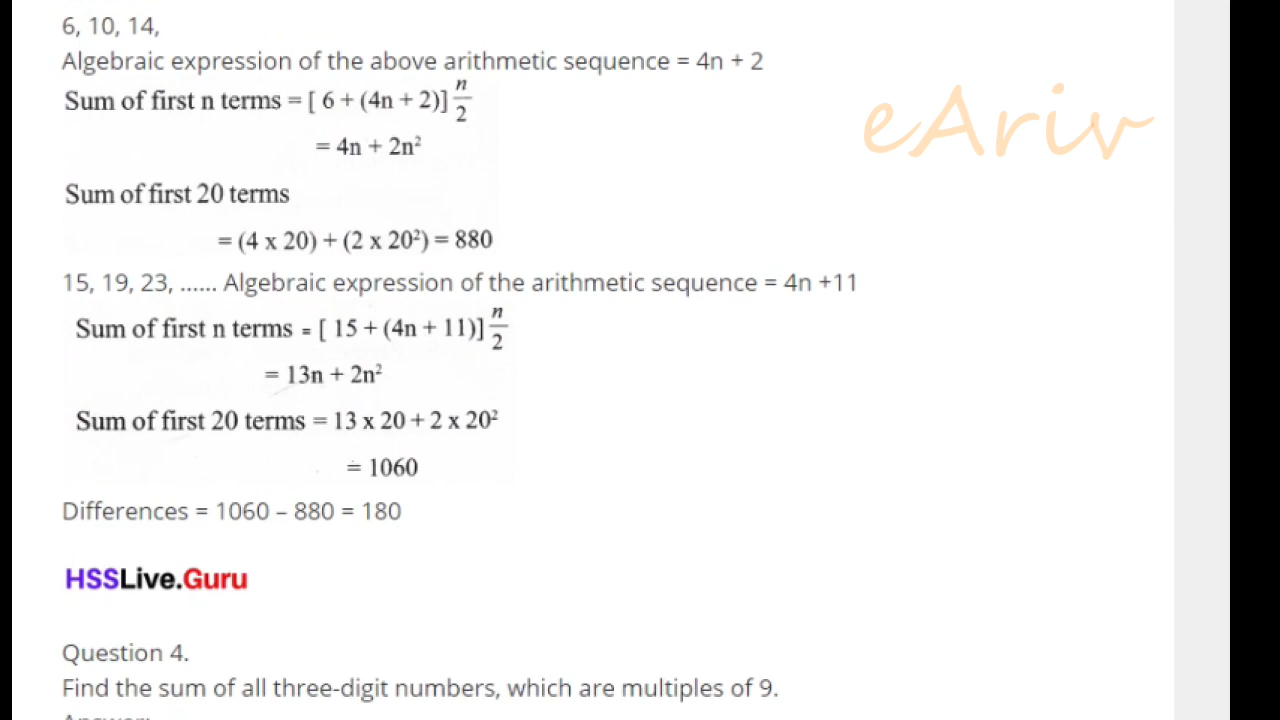 6, 10, 14,
Algebraic expression of the above arithmetic sequence = 4n + 2
Sum of first n terms = [ 6 + (4n + 2)] n/2
= 4n + 2n²
eAriv
Sum of first 20 terms
= (4 x 20) + (2 x 20²) = 880
15, 19, 23, ...... Algebraic expression of the arithmetic sequence = 4n +11
Sum of first n terms = [ 15 + (4n + 11)] n/2
= 13n + 2n²
Sum of first 20 terms = 13 x 20 + 2 x 20²
= 1060
Differences = 1060 – 880 = 180
HSSLive.Guru
Question 4.
Find the sum of all three-digit numbers, which are multiples of 9.